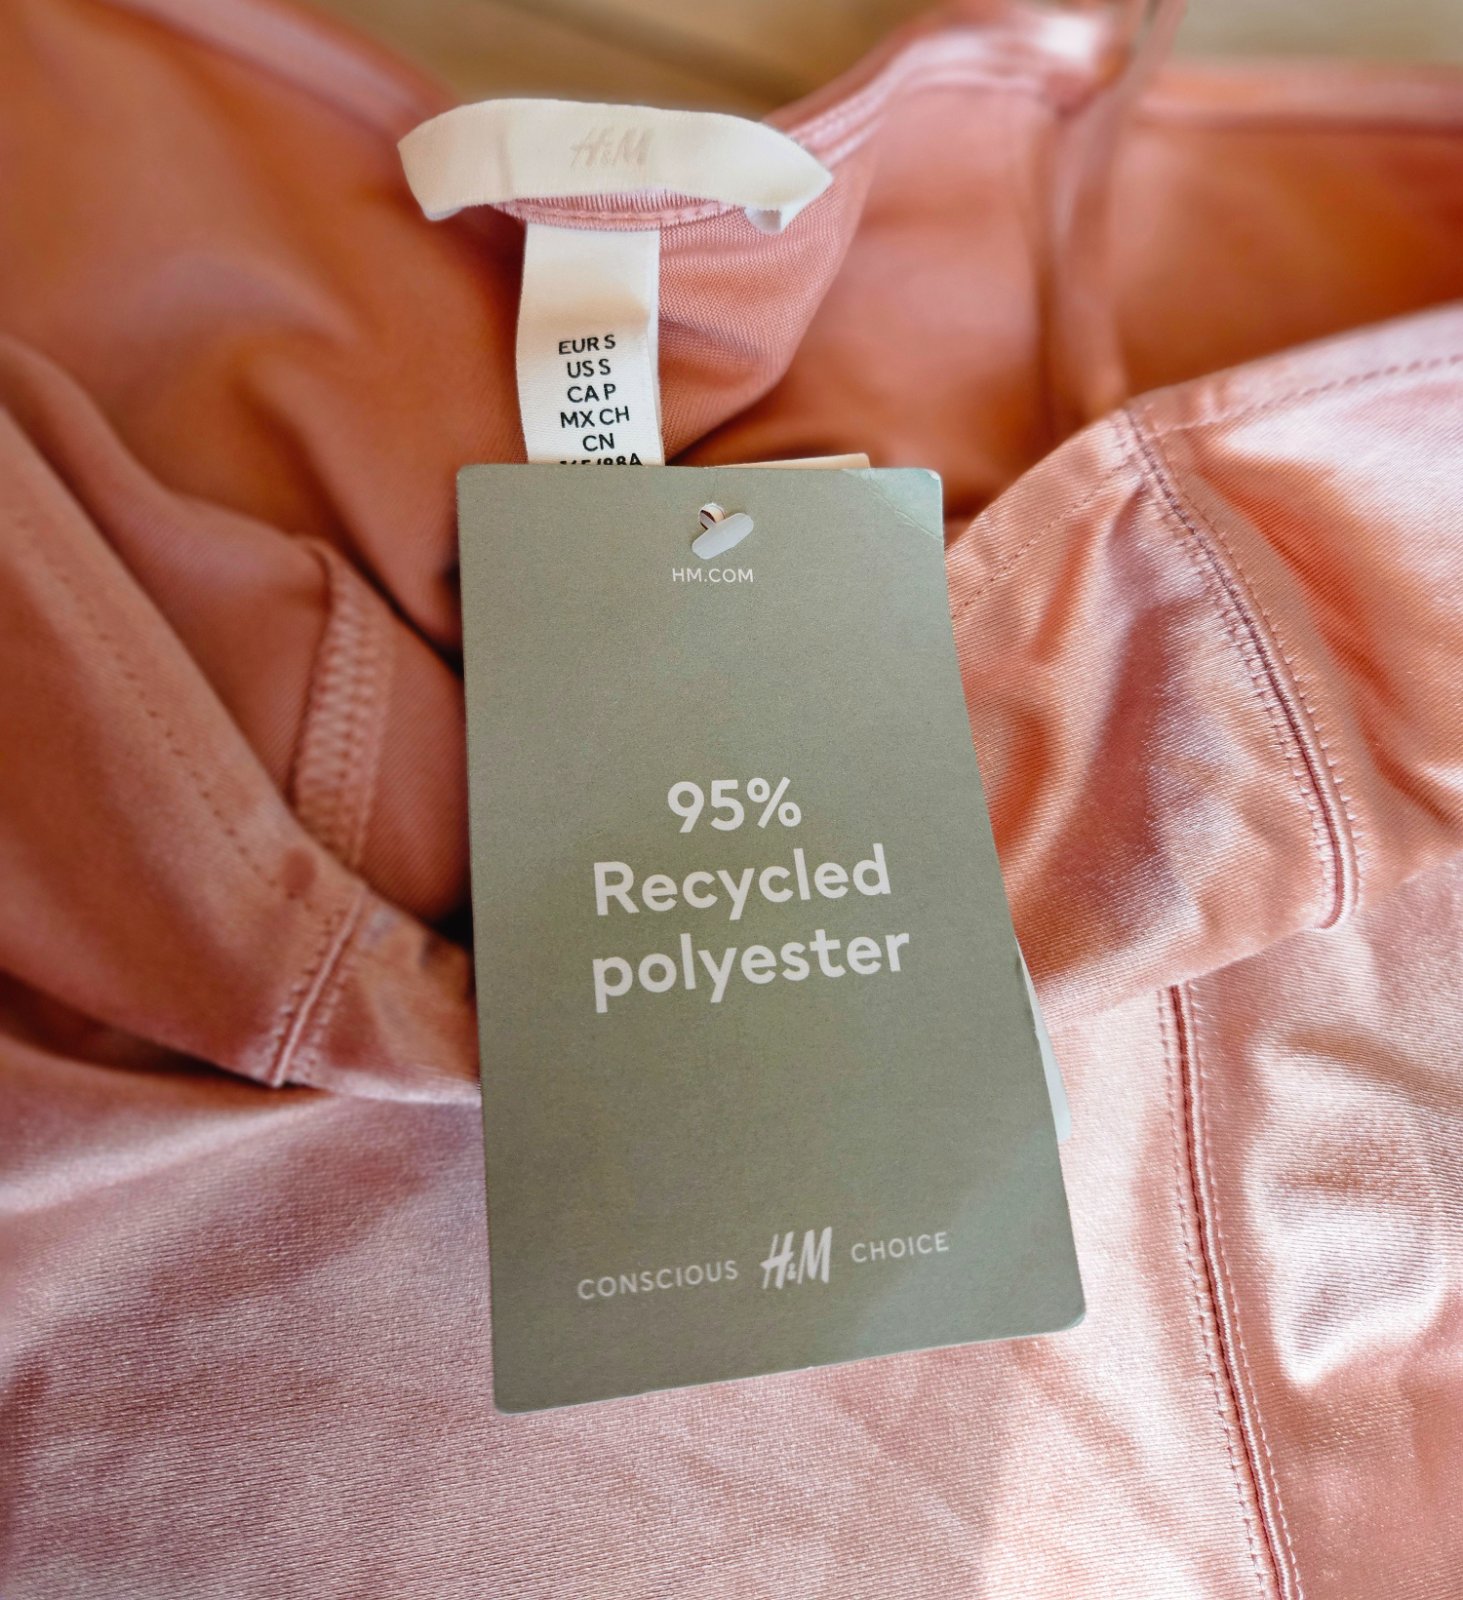 H&M
EUR S
US S
CA P
MX CH
CN
HM.COM
95%
Recycled
polyester
CONSCIOUS H&M CHOICE